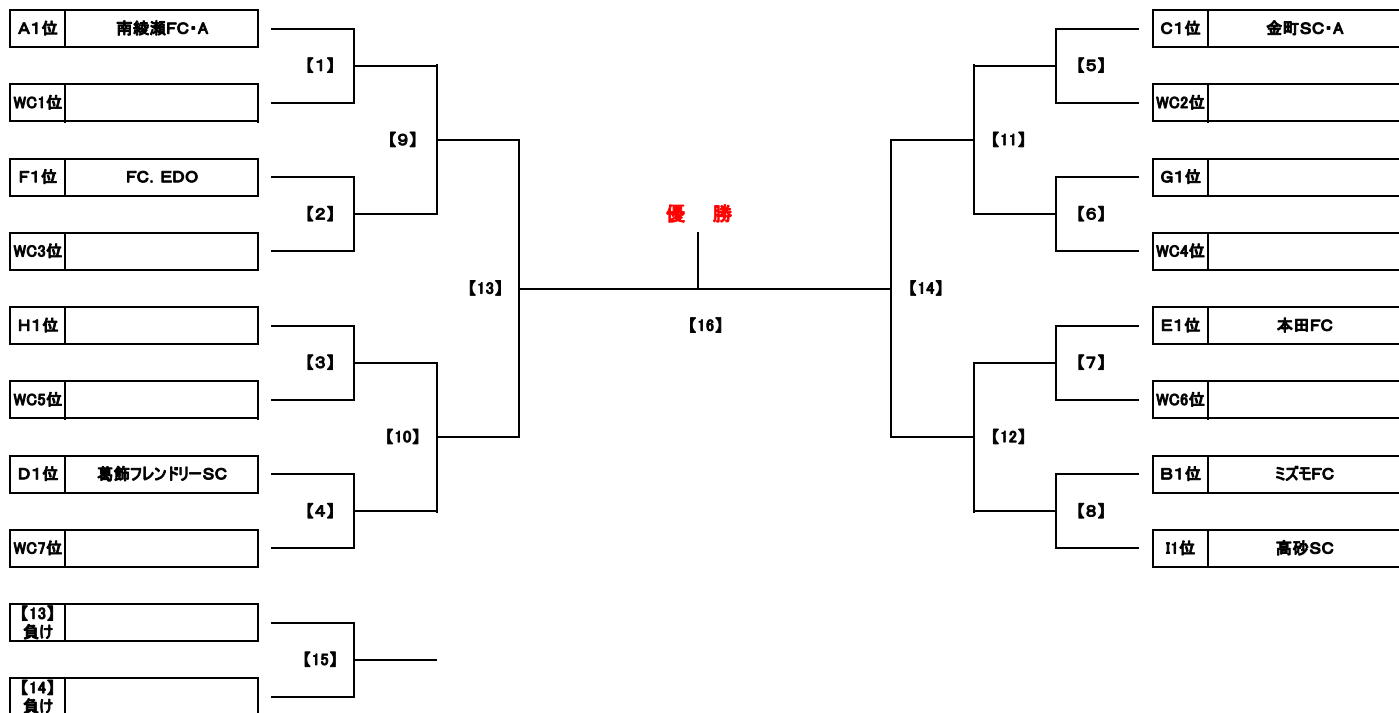 A1位 南綾瀬FC・A
【1】
WC1位
【9】
F1位 FC．EDO
【2】
WC3位
【13】
H1位
【3】
WC5位
【10】
D1位 葛飾フレンドリーSC
【4】
WC7位
【13】
負け
【15】
【14】
負け
優 勝
【16】
C1位 金町SC・A
【5】
WC2位
【11】
G1位
【6】
WC4位
【14】
E1位 本田FC
【7】
WC6位
【12】
B1位 ミズモFC
【8】
I1位 高砂SC